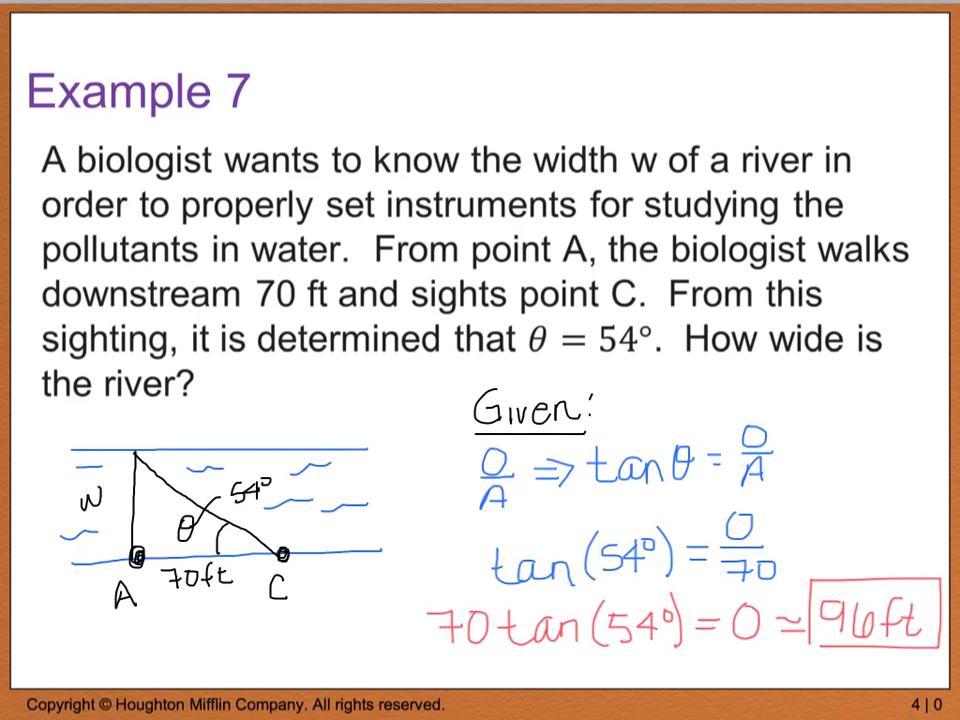 Example 7
A biologist wants to know the width w of a river in
order to properly set instruments for studying the
pollutants in water. From point A, the biologist walks
downstream 70 ft and sights point C. From this
sighting, it is determined that θ = 54°. How wide is
the river?
Given:
O/A ⇒ tan θ = O/A
tan (54°) = O/70
70 tan (54°) = O ≃ 96ft
w
θ
54°
70ft
A
C
Copyright © Houghton Mifflin Company. All rights reserved.
4 | 0